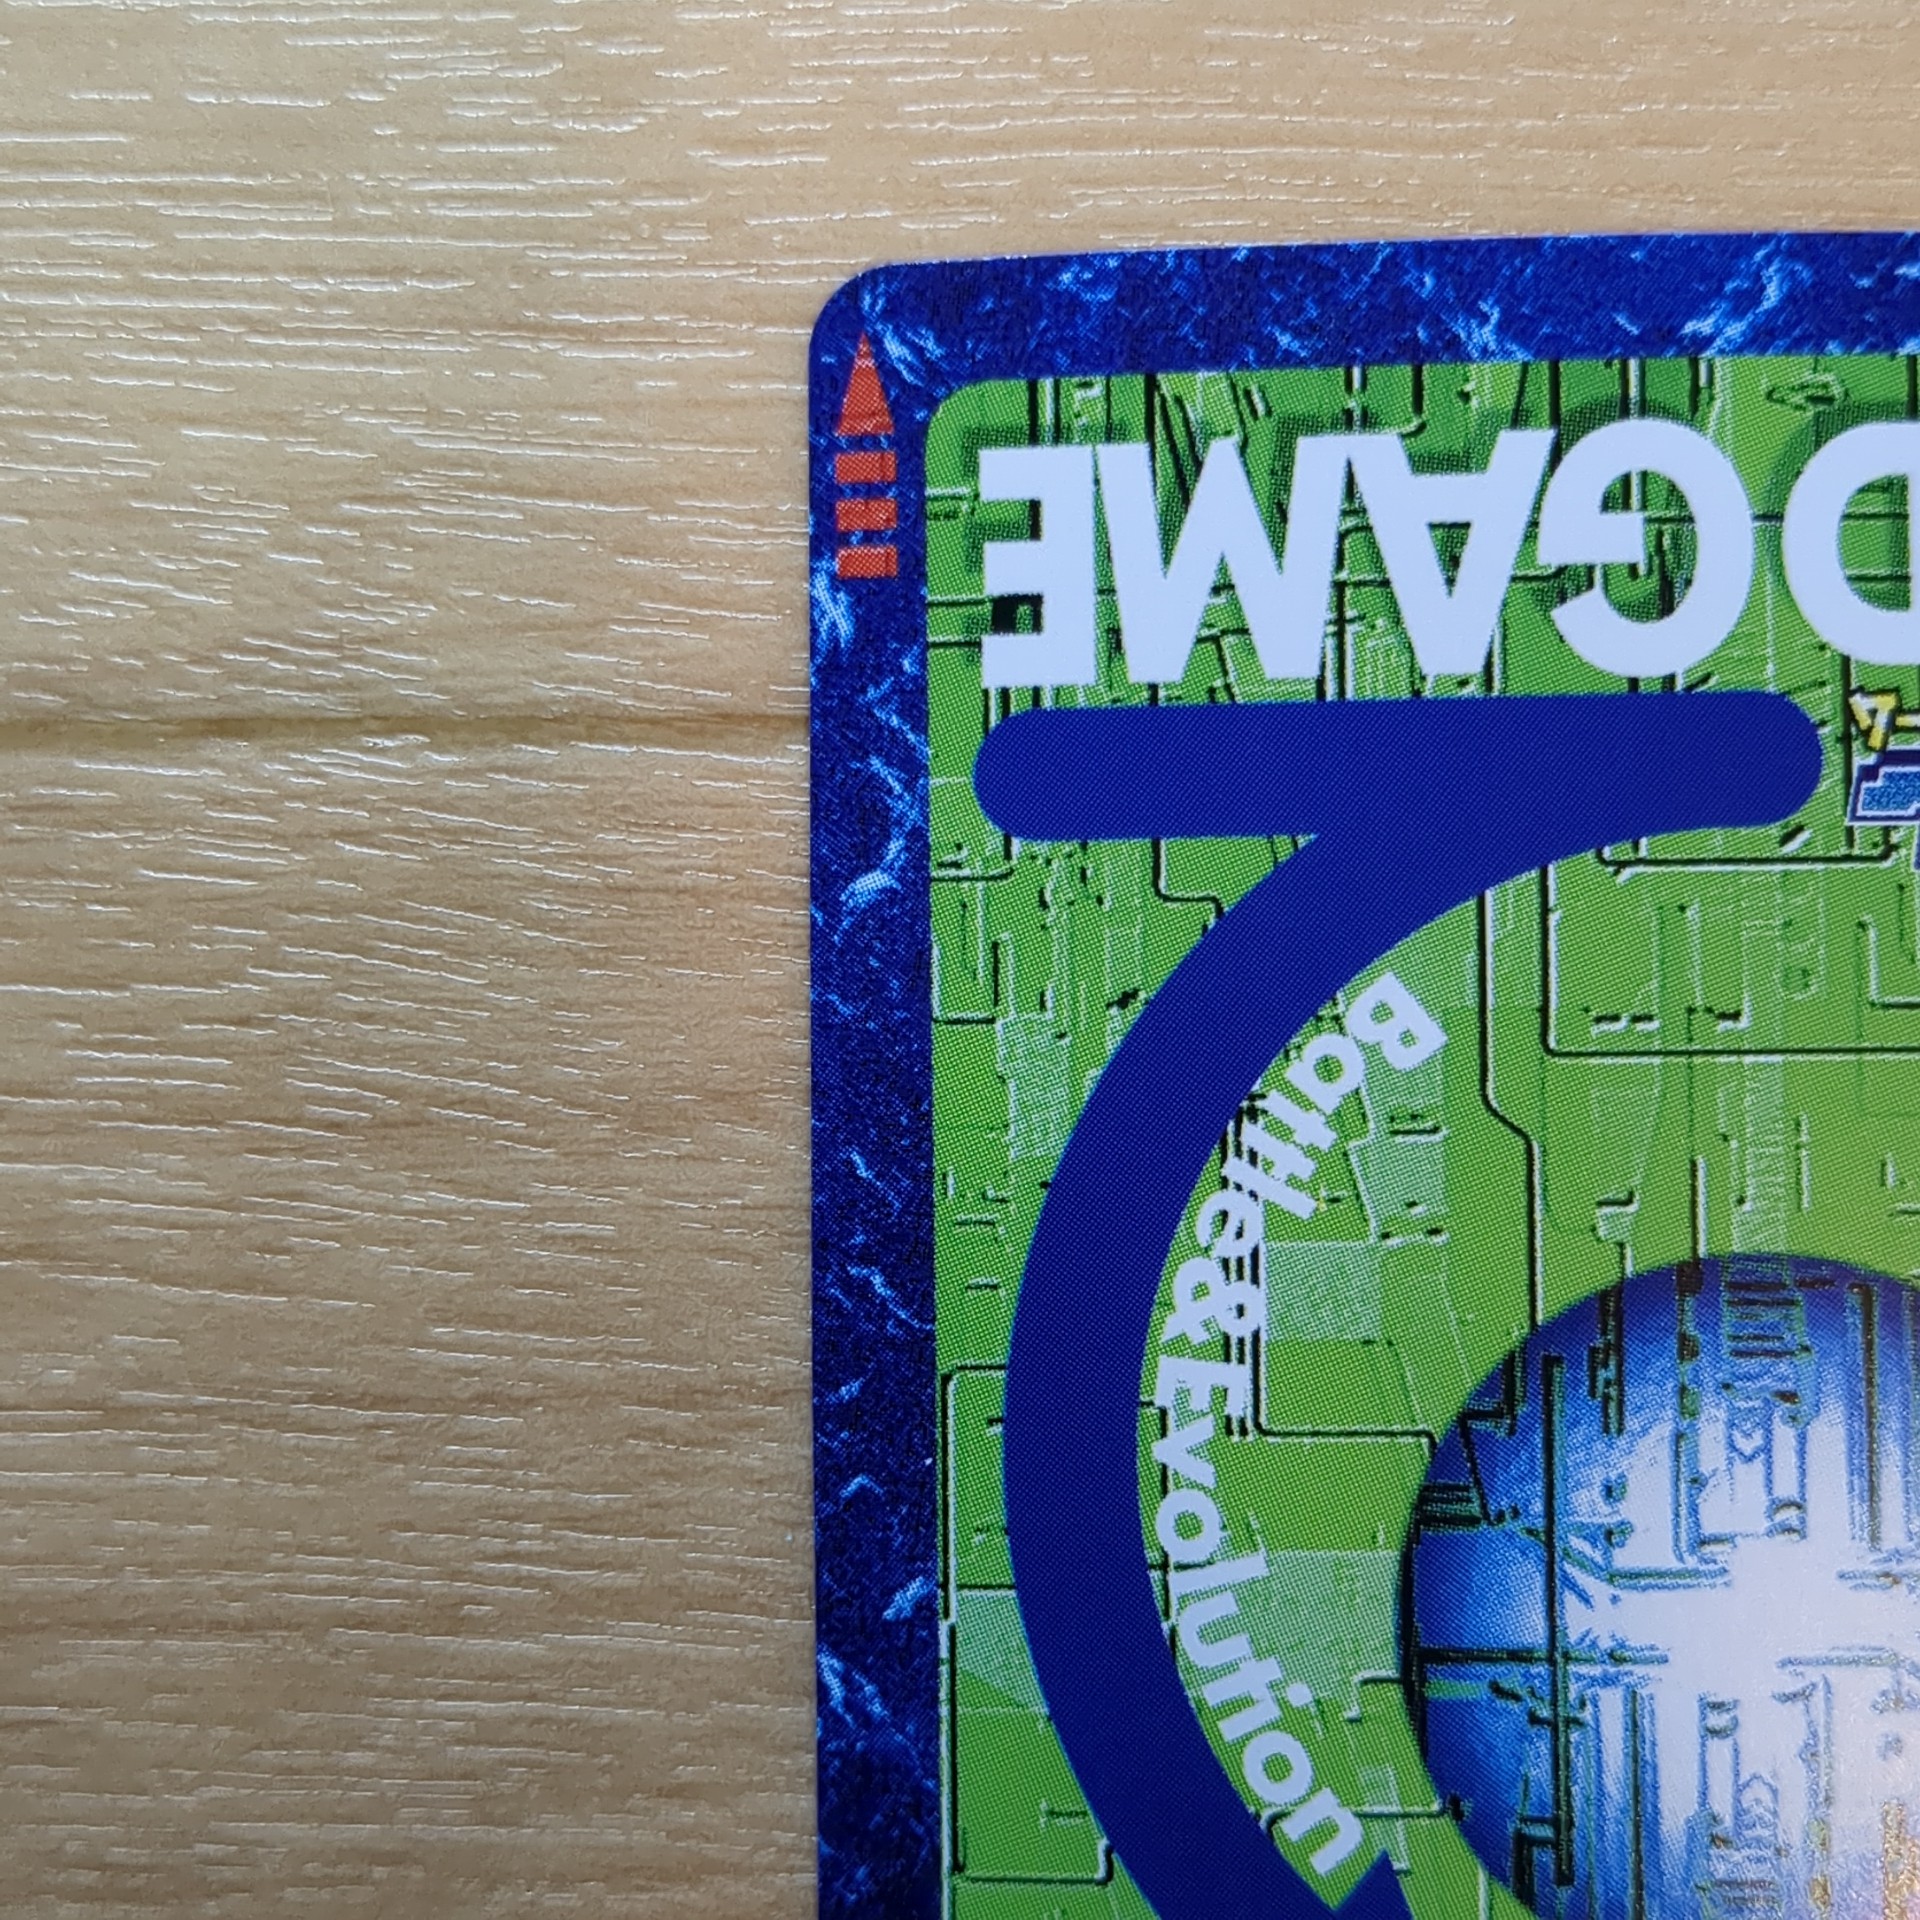 DGAME
Battle & Evolution